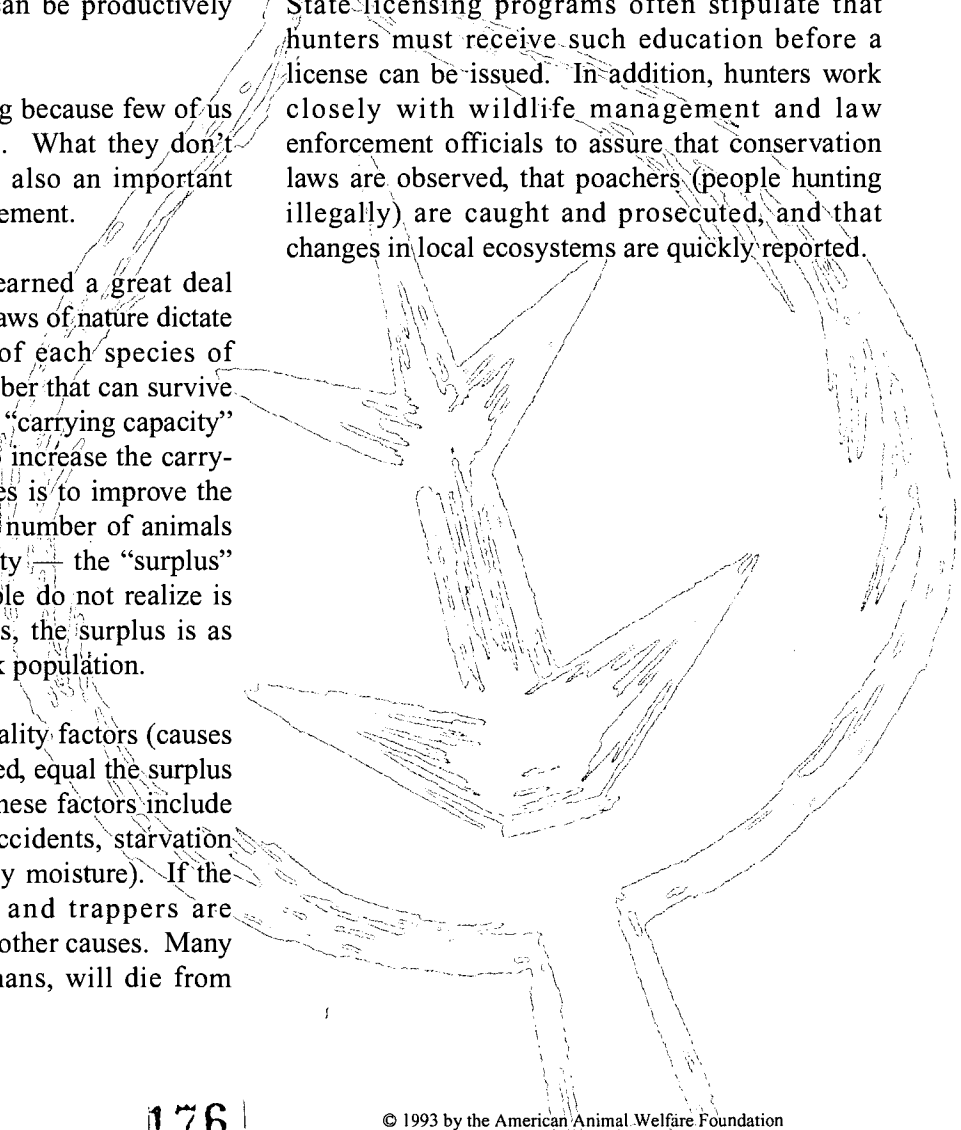 an be productively
g because few of us
. What they don't
also an important
ement.
earned a great deal
aws of nature dictate
of each species of
ber that can survive
“carrying capacity”
increase the carry-
es is to improve the
number of animals
ty — the “surplus”
le do not realize is
s, the surplus is as
k population.
ality factors (causes
ed, equal the surplus
hese factors include
ccidents, starvation
y moisture). If the
and trappers are
other causes. Many
mans, will die from
State licensing programs often stipulate that
hunters must receive such education before a
license can be issued. In addition, hunters work
closely with wildlife management and law
enforcement officials to assure that conservation
laws are observed, that poachers (people hunting
illegally) are caught and prosecuted, and that
changes in local ecosystems are quickly reported.
176
© 1993 by the American Animal Welfare Foundation